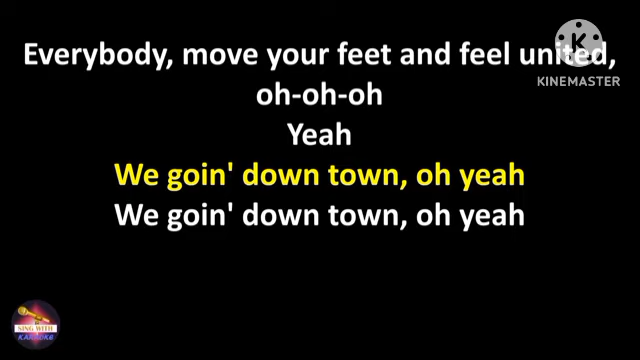 Everybody, move your feet and feel united,
oh-oh-oh
Yeah
We goin' down town, oh yeah
We goin' down town, oh yeah
KINEMASTER
SING WITH
KARAOKE